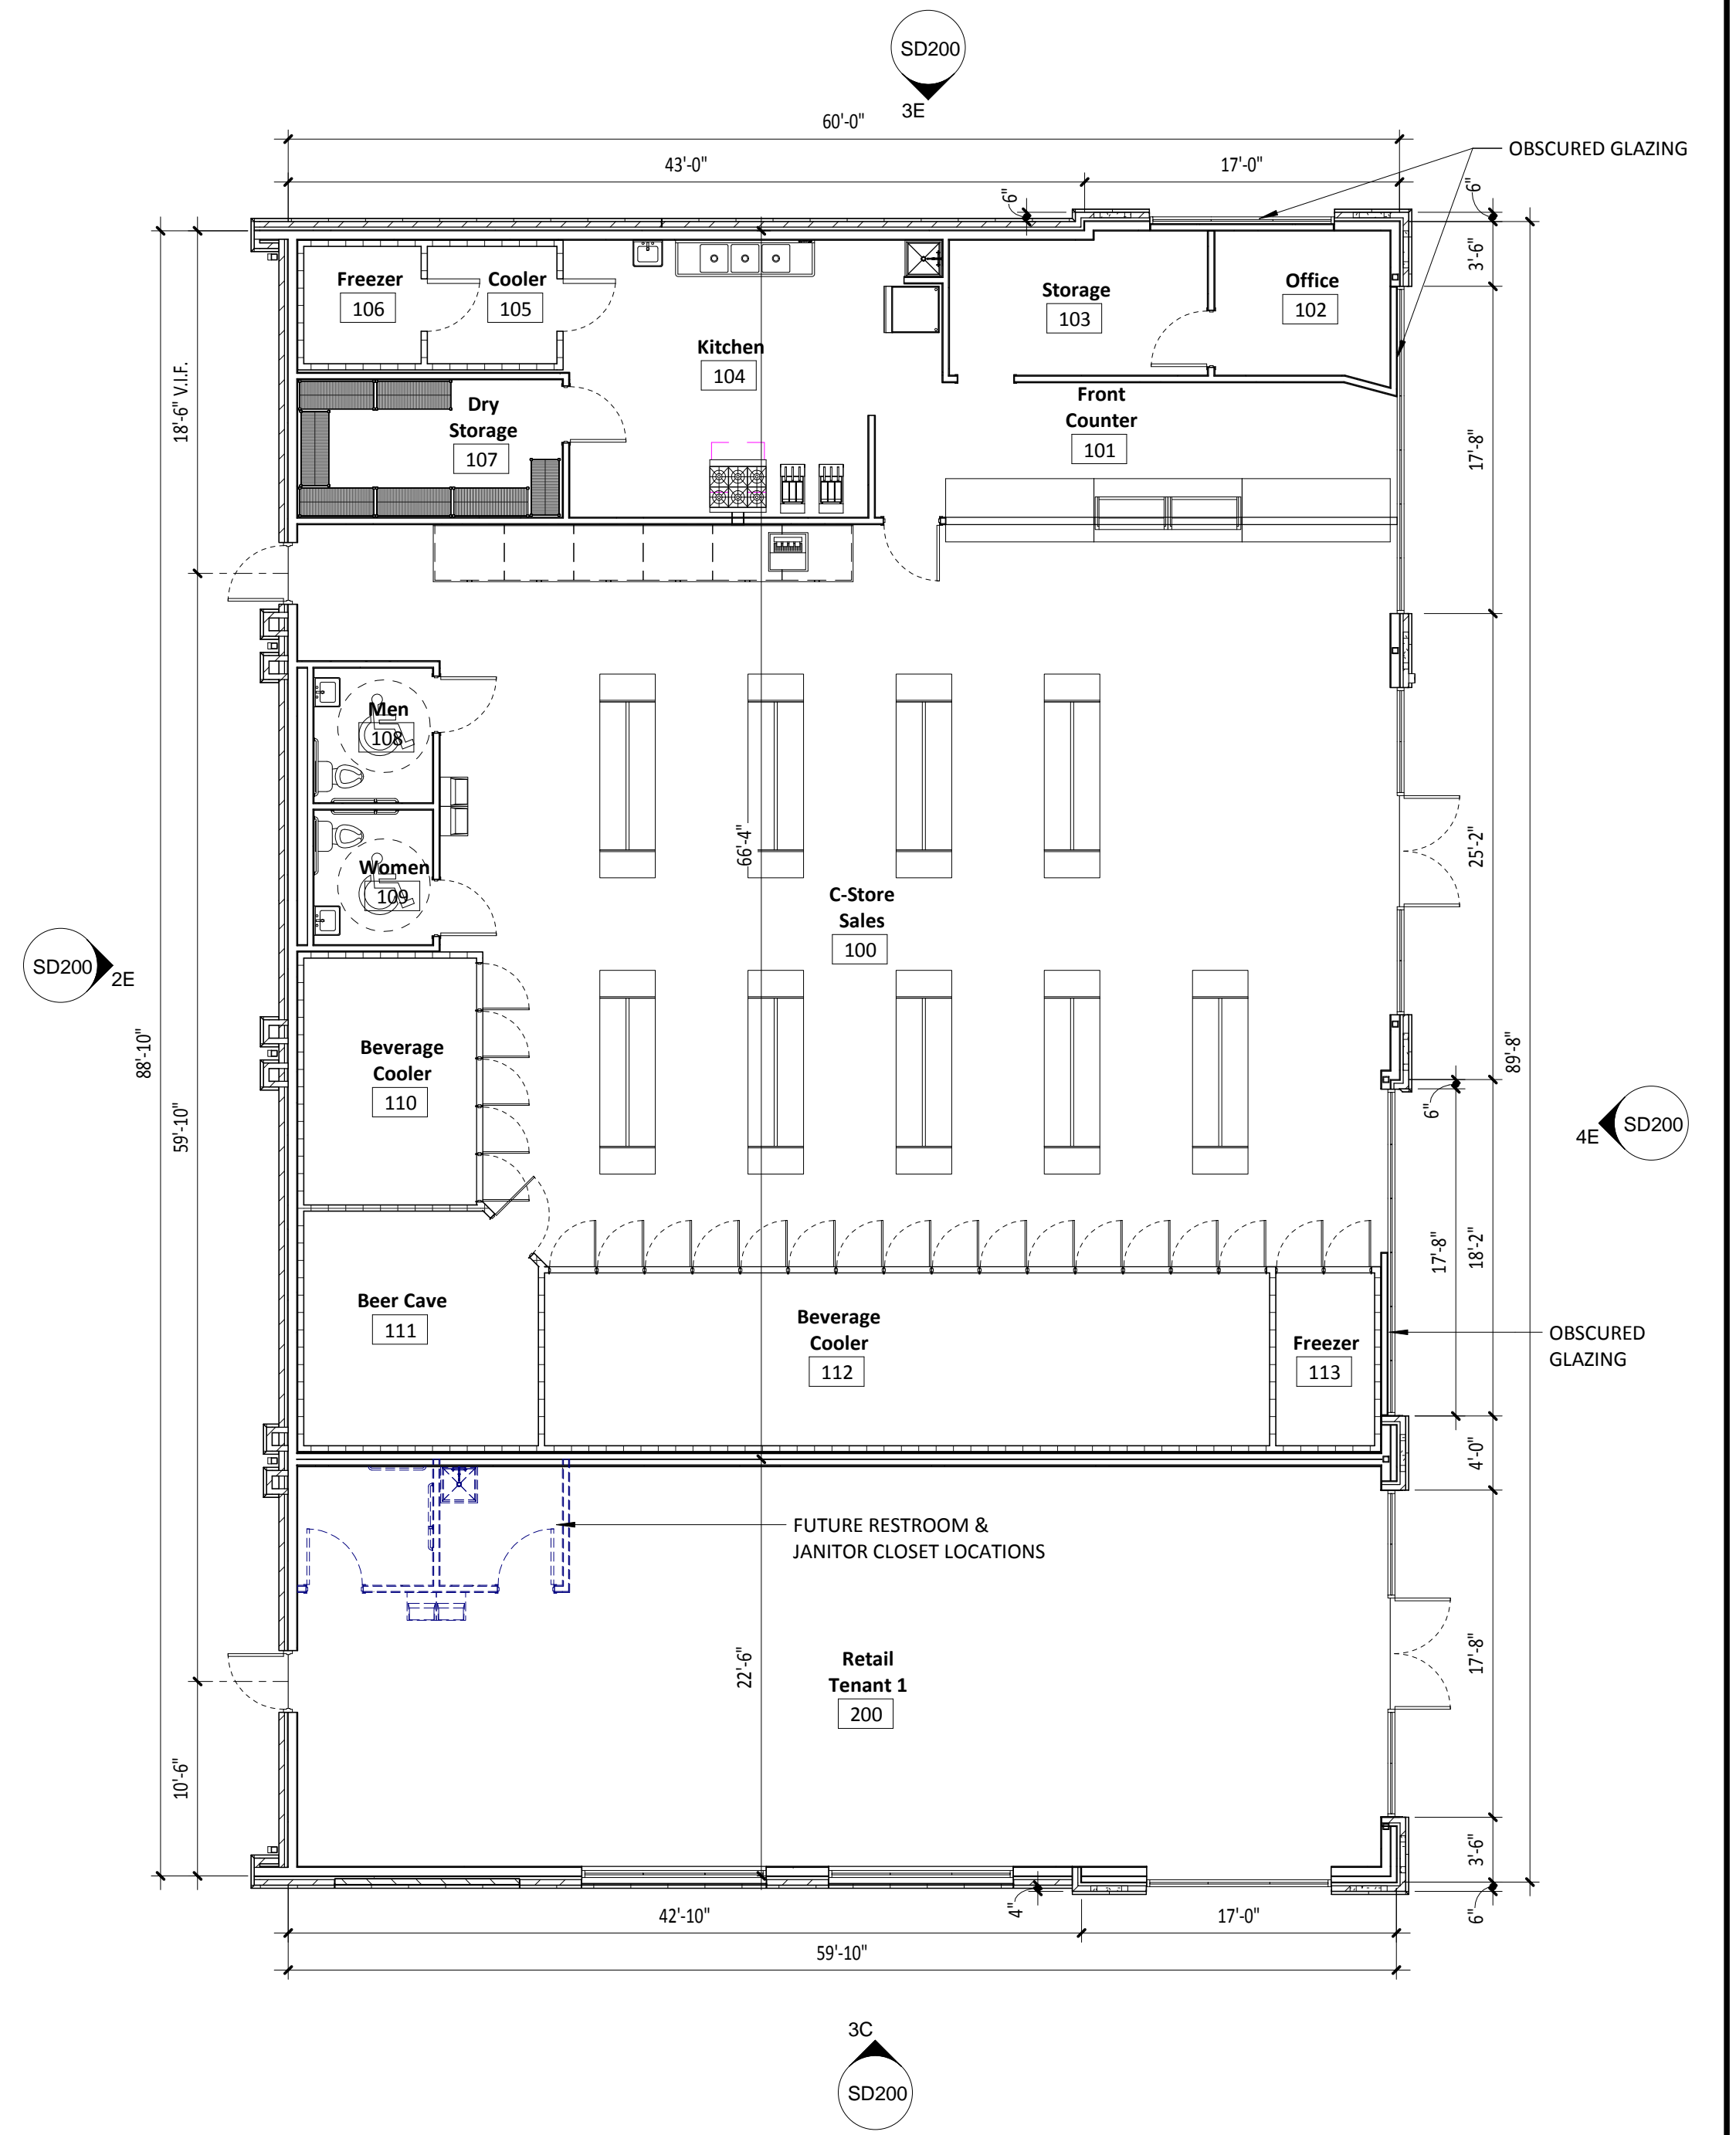 SD200
3E
60'-0"
OBSCURED GLAZING
43'-0"
17'-0"
6"
6"
3'-6"
Freezer
106
Cooler
105
Storage
103
Office
102
Kitchen
104
18'-6" V.I.F.
Dry
Storage
107
Front
Counter
101
17'-8"
Men
108
66'-4"
25'-2"
Women
109
C-Store
Sales
100
SD200
2E
88'-10"
Beverage
Cooler
110
89'-8"
6"
4E
SD200
59'-10"
17'-8"
18'-2"
Beer Cave
111
Beverage
Cooler
112
Freezer
113
OBSCURED
GLAZING
4'-0"
FUTURE RESTROOM &
JANITOR CLOSET LOCATIONS
22'-6"
Retail
Tenant 1
200
17'-8"
10'-6"
3'-6"
4"
6"
42'-10"
17'-0"
59'-10"
3C
SD200